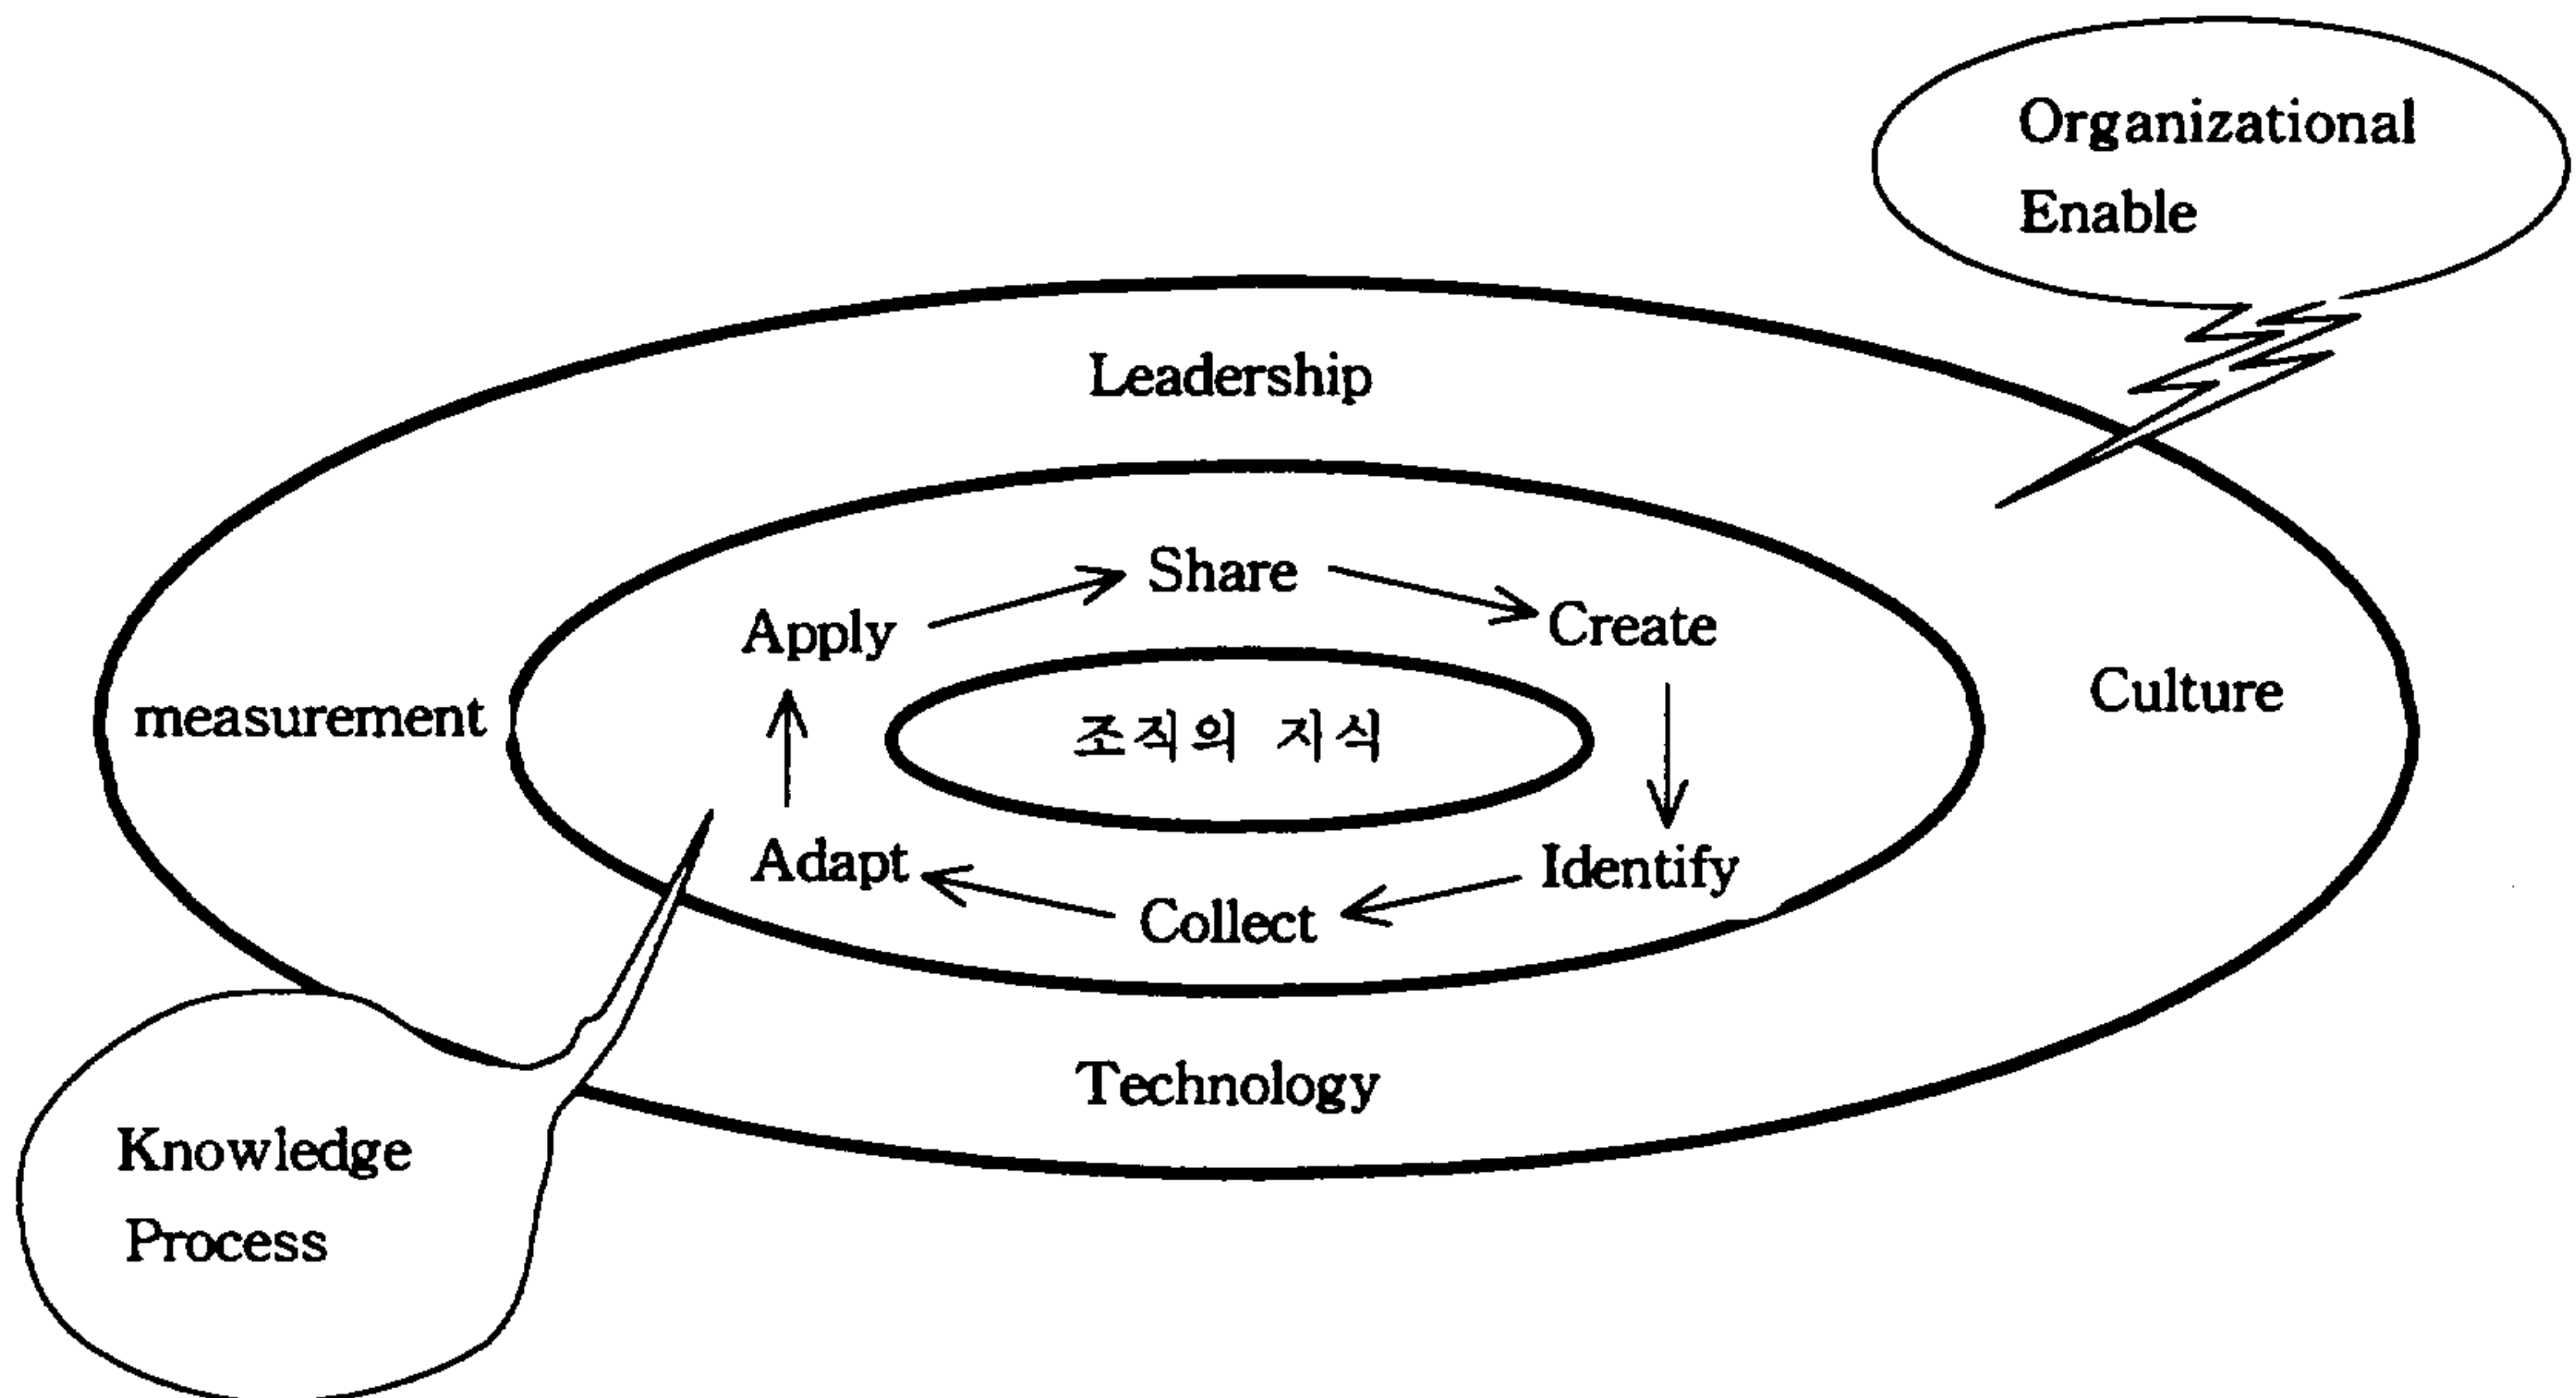 Organizational
Enable
Leadership
Share
Apply
Create
measurement
조직의 지식
Culture
Adapt
Identify
Collect
Technology
Knowledge
Process